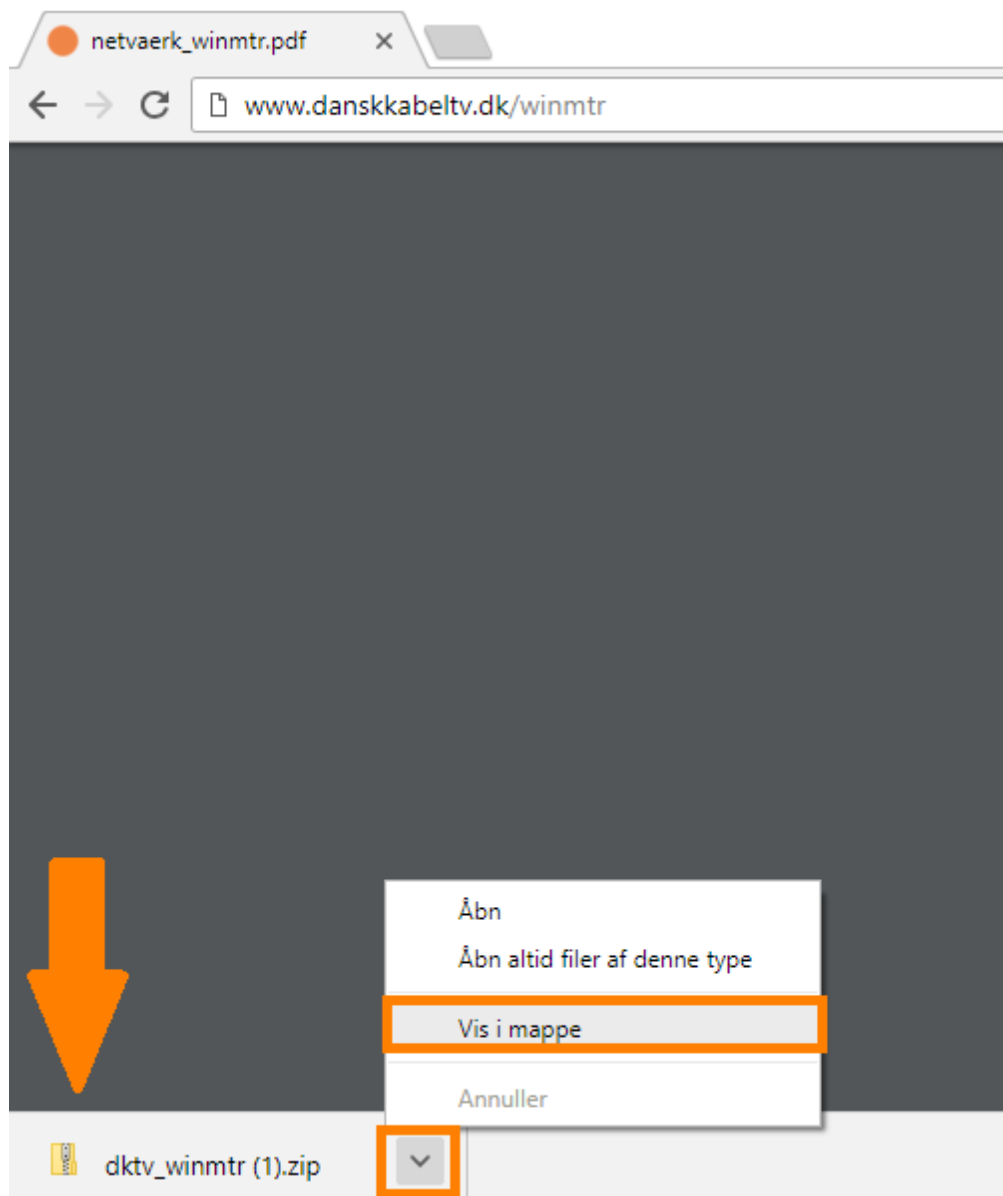 netvaerk_winmtr.pdf
www.danskkabeltv.dk/winmtr
Åbn
Åbn altid filer af denne type
Vis i mappe
Annuller
dktv_winmtr (1).zip